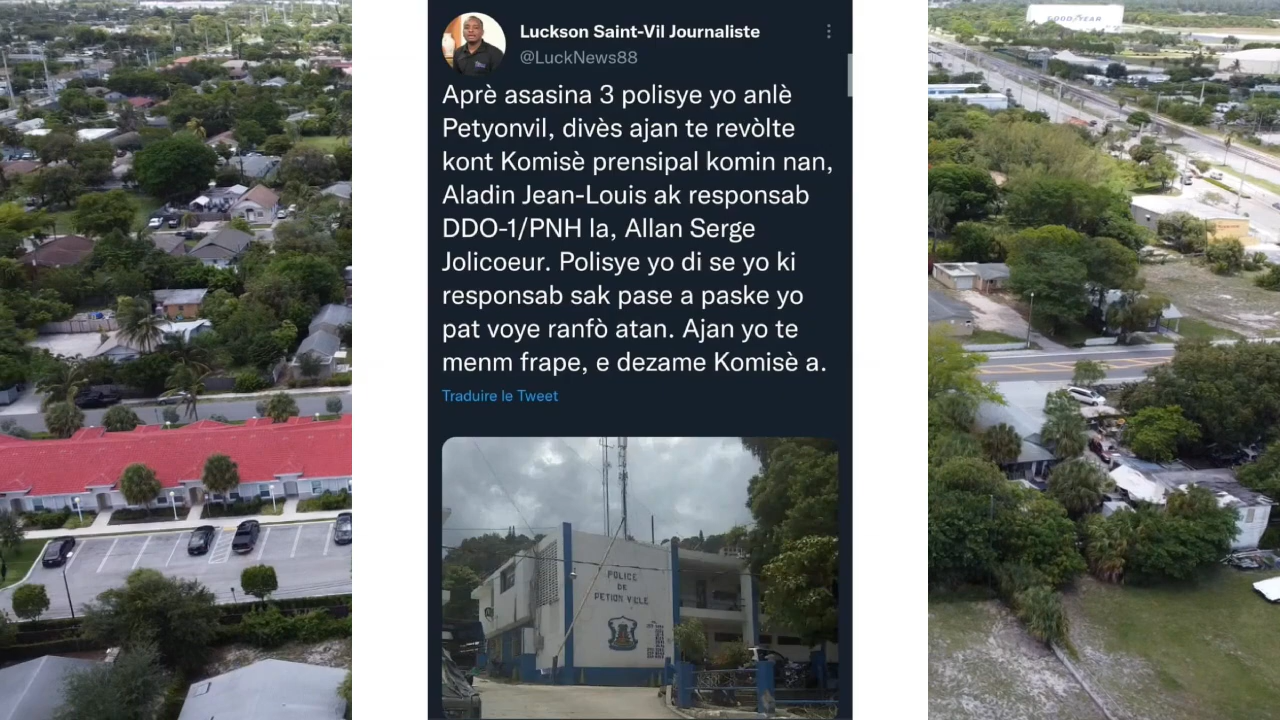 GOODYEAR
Luckson Saint-Vil Journaliste
@LuckNews88
Aprè asasina 3 polisye yo anlè
Petyonvil, divès ajan te revòlte
kont Komisè prensipal komin nan,
Aladin Jean-Louis ak responsab
DDO-1/PNH la, Allan Serge
Jolicoeur. Polisye yo di se yo ki
responsab sak pase a paske yo
pat voye ranfò atan. Ajan yo te
menm frape, e dezame Komisè a.
Traduire le Tweet
POLICE
DE
PETION VILLE